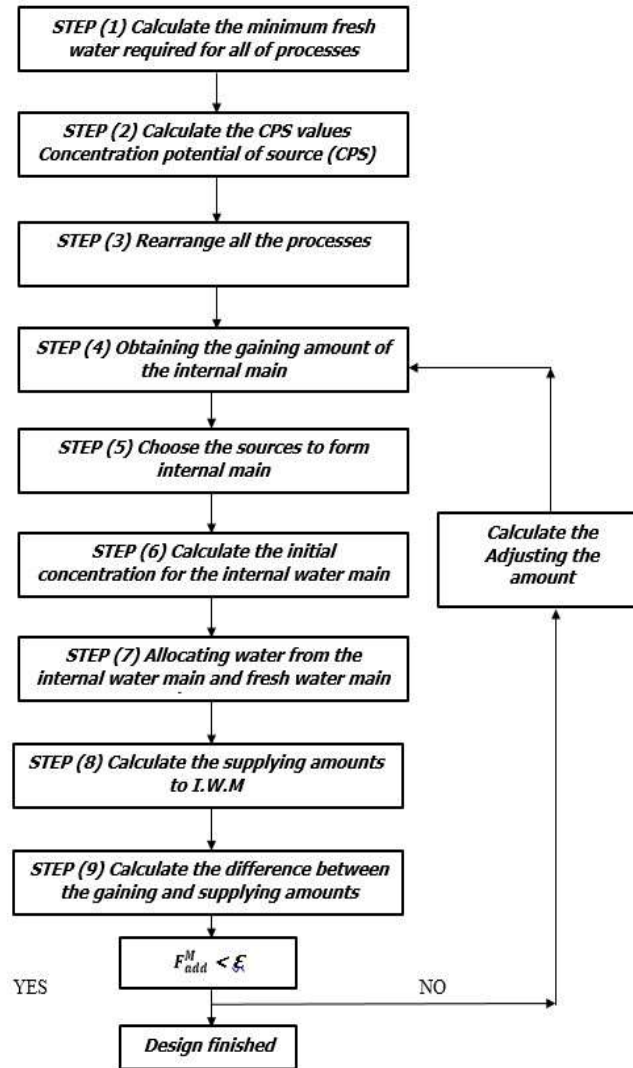 STEP (1) Calculate the minimum fresh
water required for all of processes
STEP (2) Calculate the CPS values
Concentration potential of source (CPS)
STEP (3) Rearrange all the processes
STEP (4) Obtaining the gaining amount of
the internal main
STEP (5) Choose the sources to form
internal main
STEP (6) Calculate the initial
concentration for the internal water main
STEP (7) Allocating water from the
internal water main and fresh water main
STEP (8) Calculate the supplying amounts
to I.W.M
STEP (9) Calculate the difference between
the gaining and supplying amounts
F_{add}^{M} < ε
YES
NO
Design finished
Calculate the
Adjusting the
amount